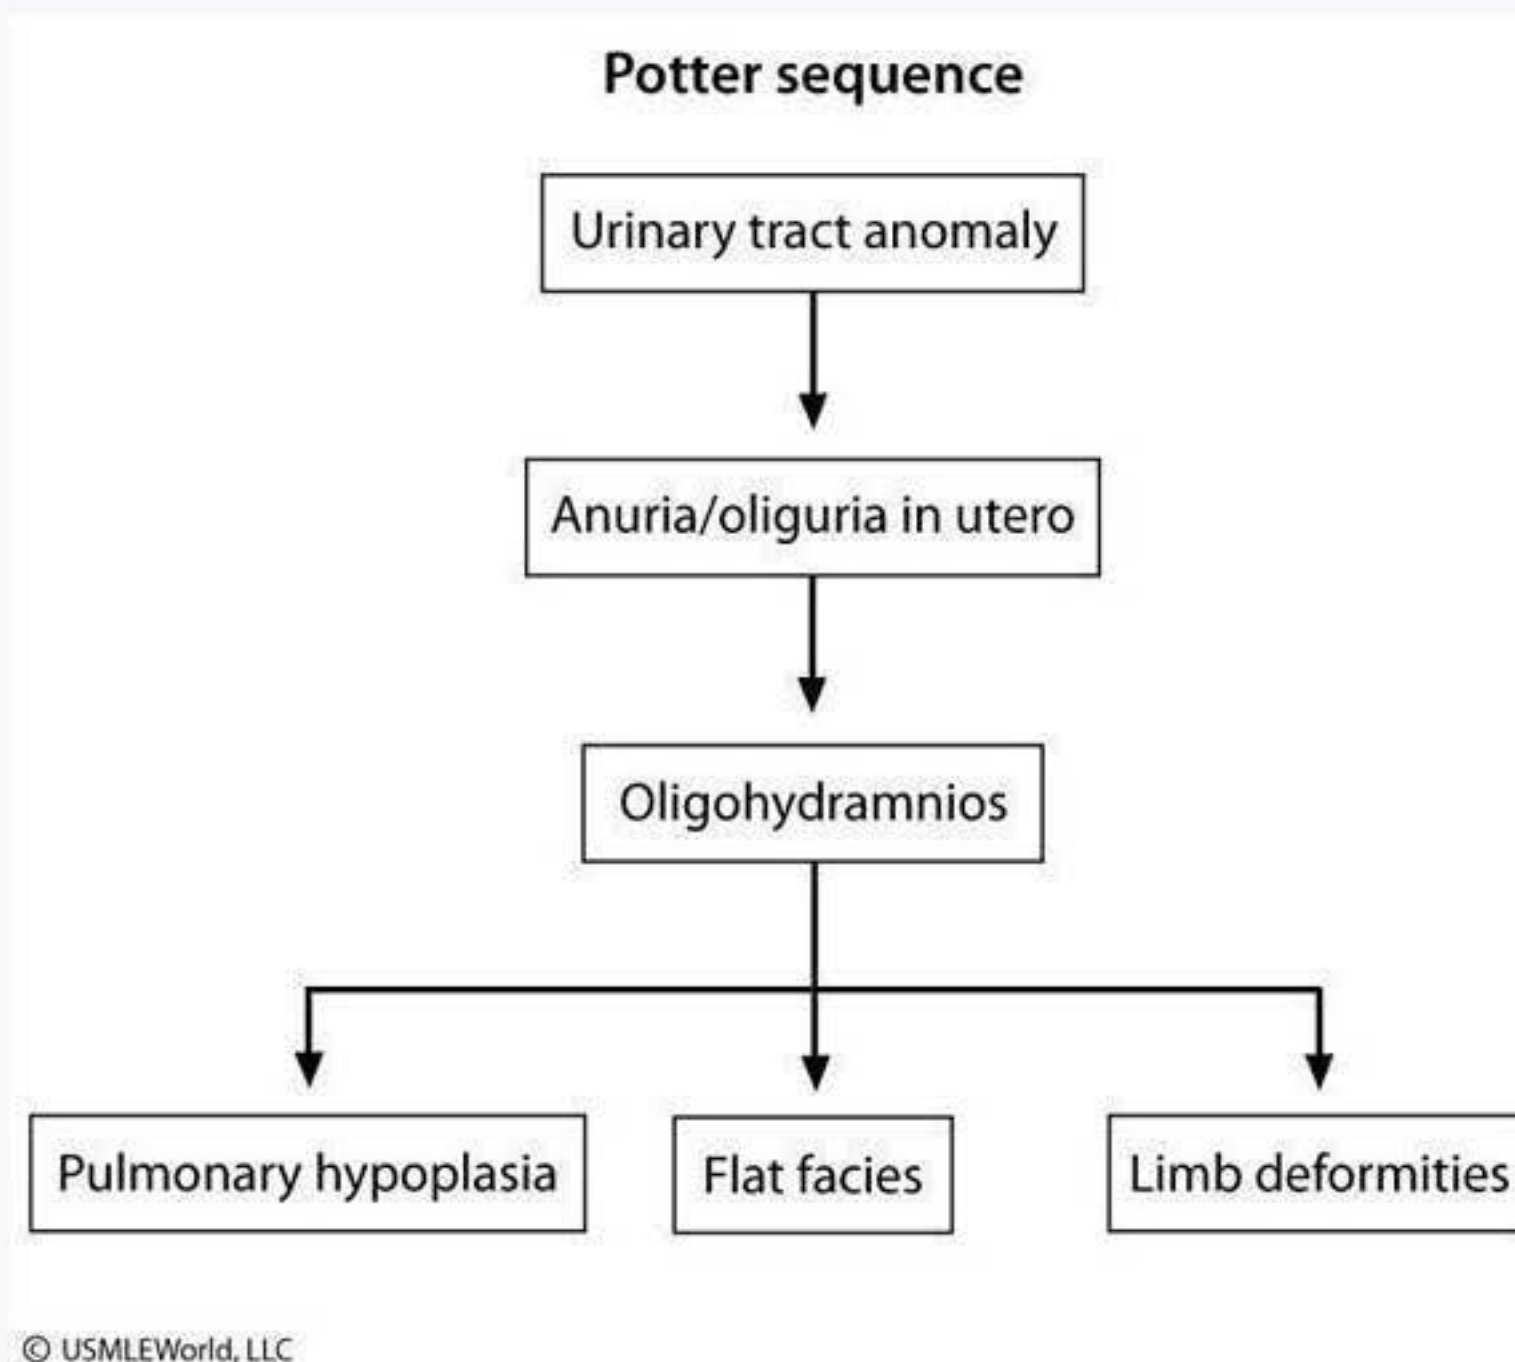 Potter sequence
Urinary tract anomaly
Anuria/oliguria in utero
Oligohydramnios
Pulmonary hypoplasia
Flat facies
Limb deformities
© USMLEWorld, LLC